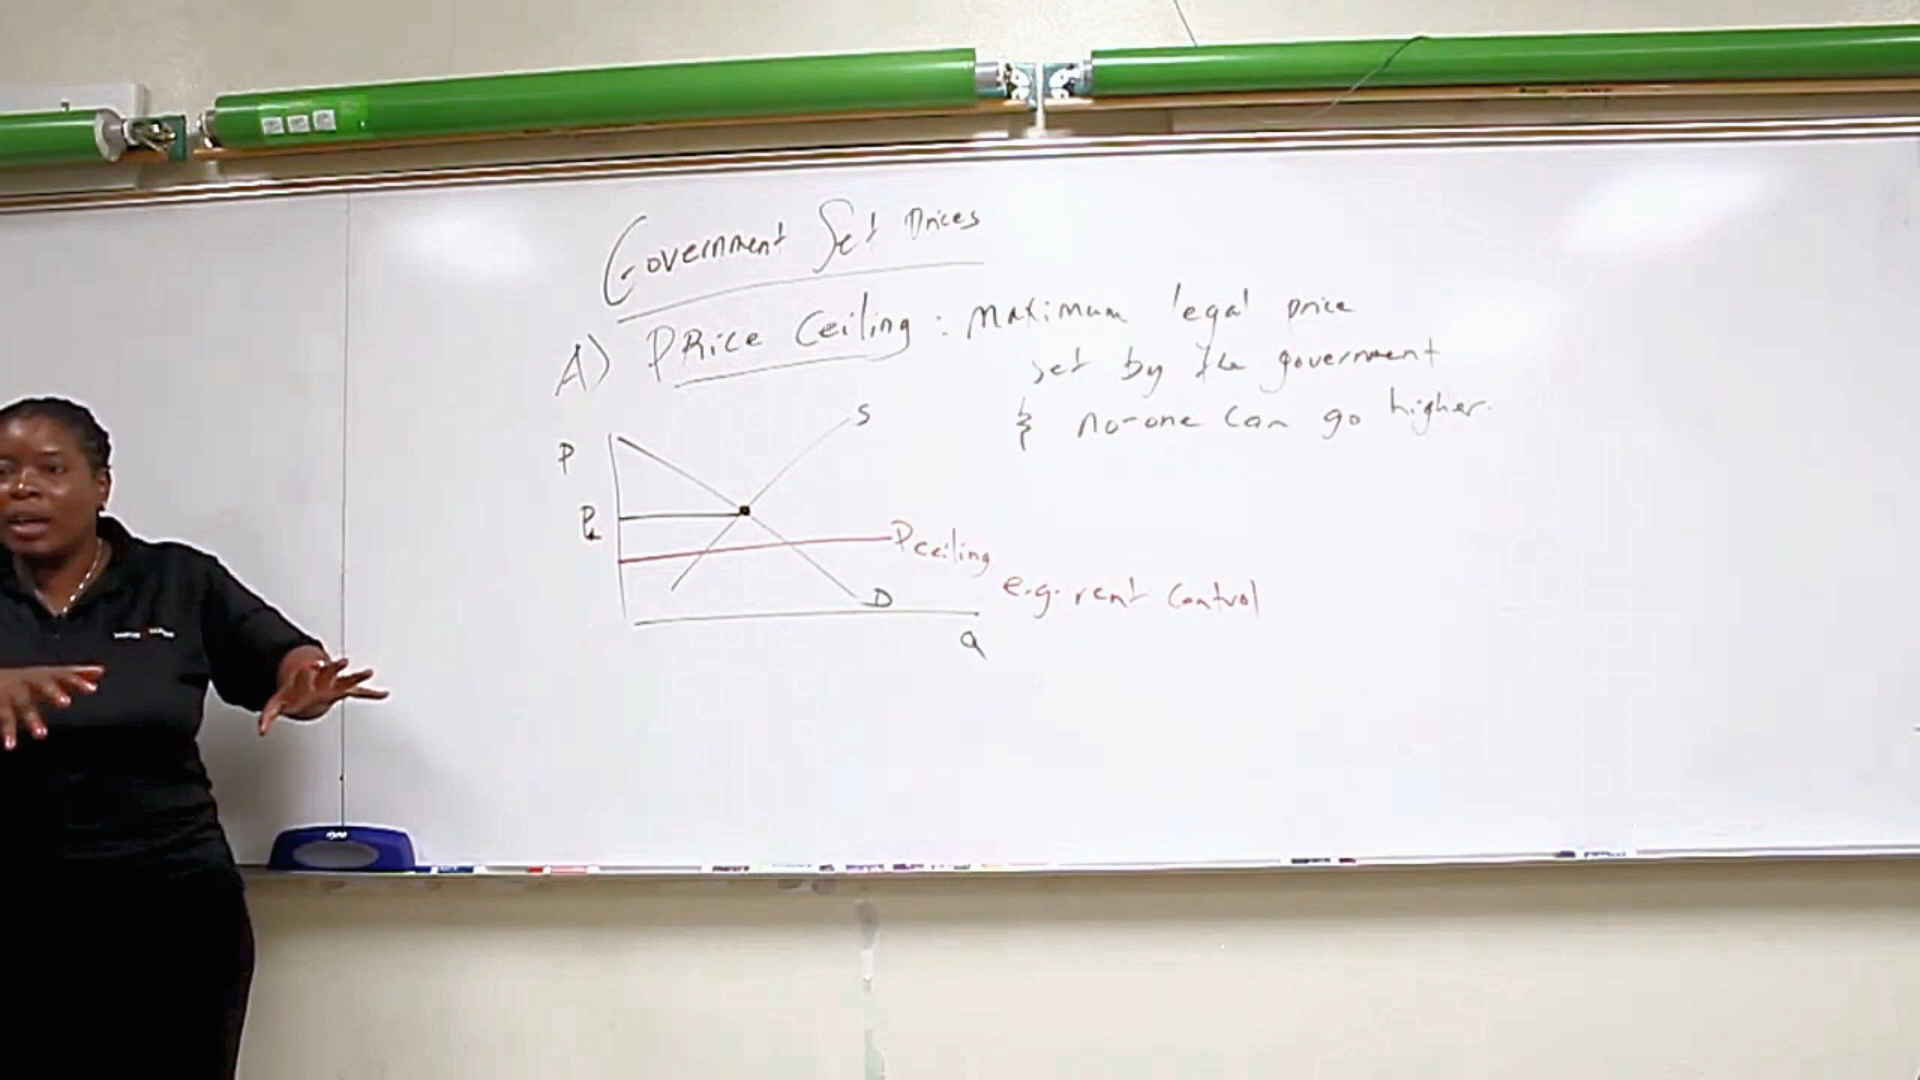 Government Set Prices
A) PRice Ceiling : Maximum legal price
set by the government
& no-one can go higher.
S
P
Pe
P ceiling
e.g. rent control
D
Q